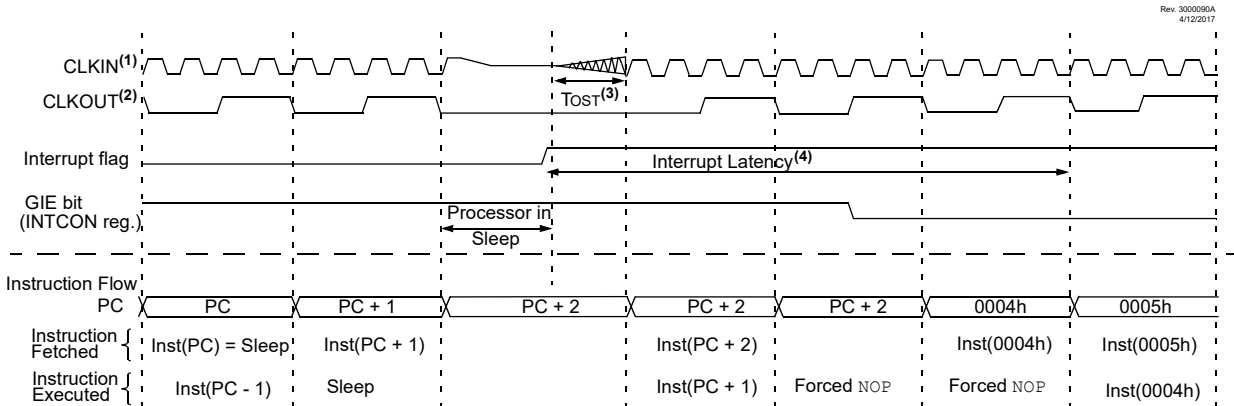 Rev. 3000090A
4/12/2017
CLKIN(1)
TOST(3)
CLKOUT(2)
Interrupt flag
Interrupt Latency(4)
GIE bit
(INTCON reg.)
Processor in
Sleep
Instruction Flow
PC PC PC + 1 PC + 2 PC + 2 PC + 2 0004h 0005h
Instruction
Fetched
Inst(PC) = Sleep Inst(PC + 1) Inst(PC + 2) Inst(0004h) Inst(0005h)
Instruction
Executed
Inst(PC - 1) Sleep Inst(PC + 1) Forced NOP Forced NOP Inst(0004h)